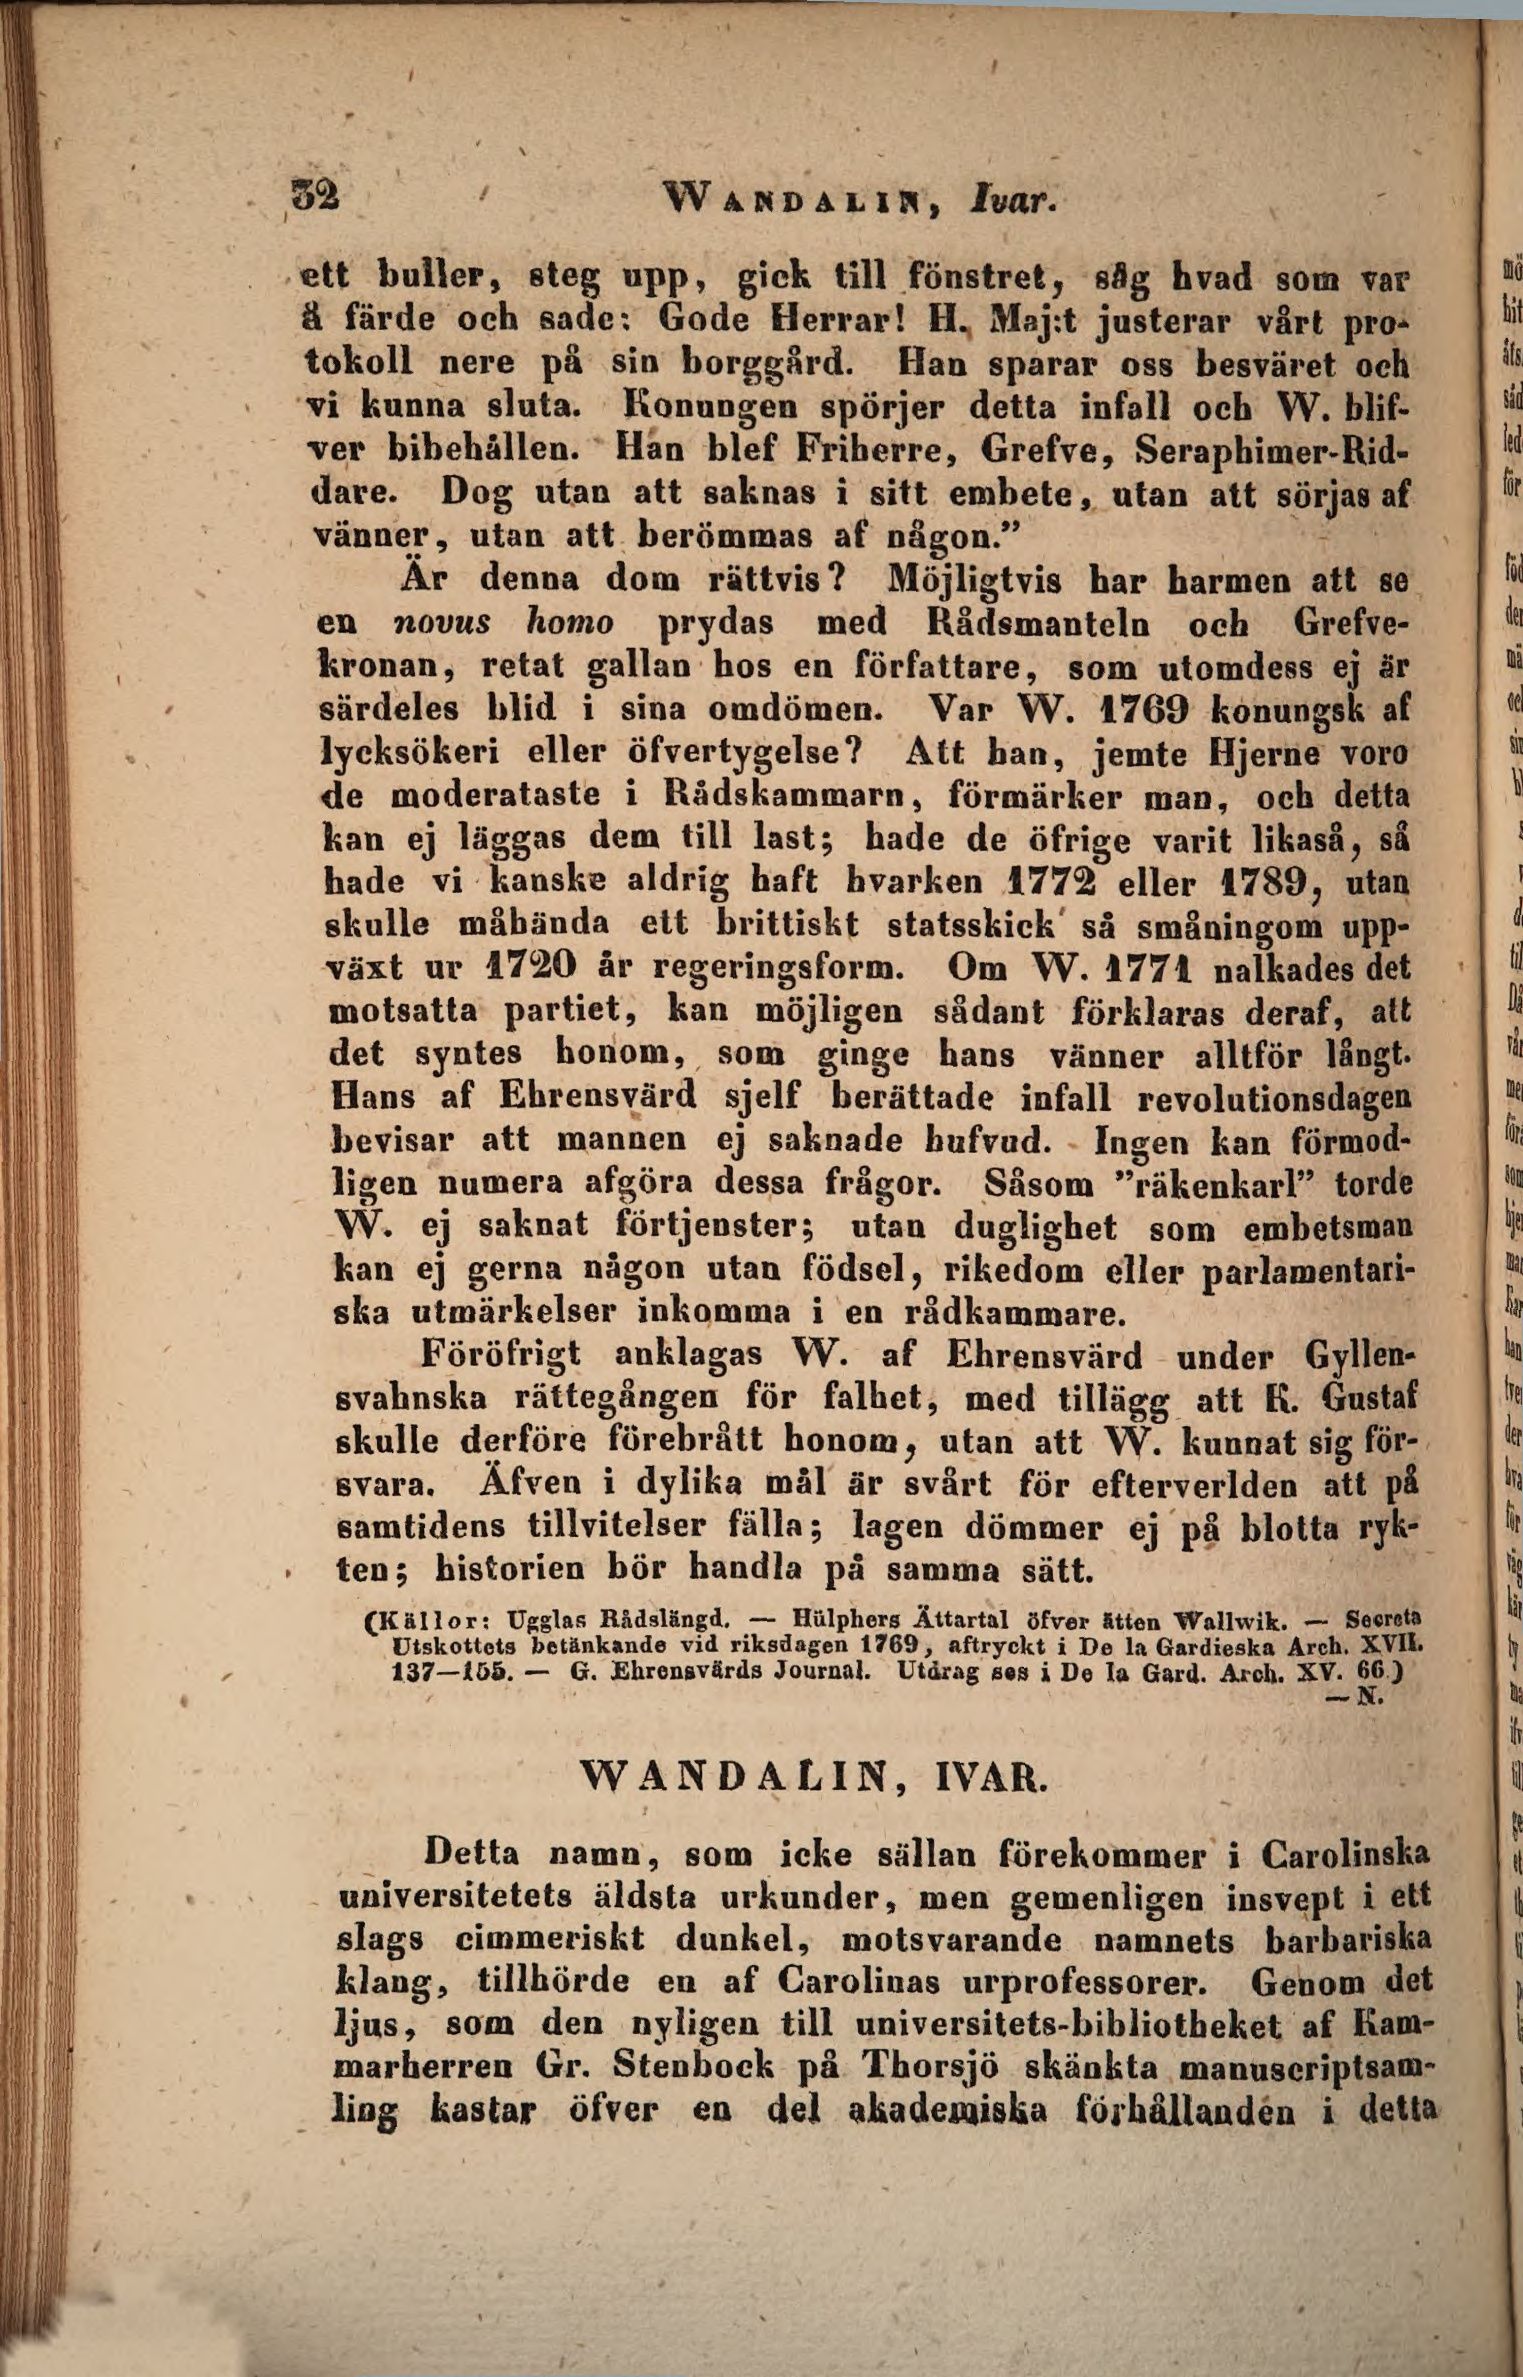 32 WANDALIN, Ivar.
ett buller, steg upp, gick till fönstret, såg hvad som var
å färde och sade: Gode Herrar! H. Maj:t justerar vårt pro-
tokoll nere på sin borggård. Han sparar oss besväret och
vi kunna sluta. Konungen spörjer detta infall och W. blif-
ver bibehållen. Han blef Friherre, Grefve, Seraphimer-Rid-
dare. Dog utan att saknas i sitt embete, utan att sörjas af
vänner, utan att berömmas af någon."
Är denna dom rättvis? Möjligtvis har harmen att se
en novus homo prydas med Rådsmanteln och Grefve-
kronan, retat gallan hos en författare, som utomdess ej är
särdeles blid i sina omdömen. Var W. 1769 konungsk af
lycksökeri eller öfvertygelse? Att han, jemte Hjerne voro
de moderataste i Rådskammarn, förmärker man, och detta
kan ej läggas dem till last; hade de öfrige varit likaså, så
hade vi kanske aldrig haft hvarken 1772 eller 1789, utan
skulle måhända ett brittiskt statsskick så småningom upp-
växt ur 1720 år regeringsform. Om W. 1771 nalkades det
motsatta partiet, kan möjligen sådant förklaras deraf, att
det syntes honom, som ginge hans vänner alltför långt.
Hans af Ehrensvärd sjelf berättade infall revolutionsdagen
bevisar att mannen ej saknade hufvud. Ingen kan förmod-
ligen numera afgöra dessa frågor. Såsom "räkenkarl" torde
W. ej saknat förtjenster; utan duglighet som embetsman
kan ej gerna någon utan födsel, rikedom eller parlamentari-
ska utmärkelser inkomma i en rådkammare.
Föröfrigt anklagas W. af Ehrensvärd under Gyllen-
svahnska rättegången för falhet, med tillägg att K. Gustaf
skulle derföre förebrått honom, utan att W. kunnat sig för-
svara. Äfven i dylika mål är svårt för efterverlden att på
samtidens tillvitelser fälla; lagen dömmer ej på blotta ryk-
ten; historien bör handla på samma sätt.
(Källor: Ugglas Rådslängd. — Hülphers Ättartal öfver ätten Wallwik. — Secreta
Utskottets betänkande vid riksdagen 1769, aftryckt i De la Gardieska Arch. XVII.
137—155. — G. Ehrensvärds Journal. Utdrag ses i De la Gard. Arch. XV. 66.)
—N.
WANDALIN, IVAR.
Detta namn, som icke sällan förekommer i Carolinska
universitetets äldsta urkunder, men gemenligen insvept i ett
slags cimmeriskt dunkel, motsvarande namnets barbariska
klang, tillhörde en af Carolinas urprofessorer. Genom det
ljus, som den nyligen till universitets-bibliotheket af Kam-
marherren Gr. Stenbock på Thorsjö skänkta manuscriptsam-
ling kastar öfver en del akademiska förhållanden i detta